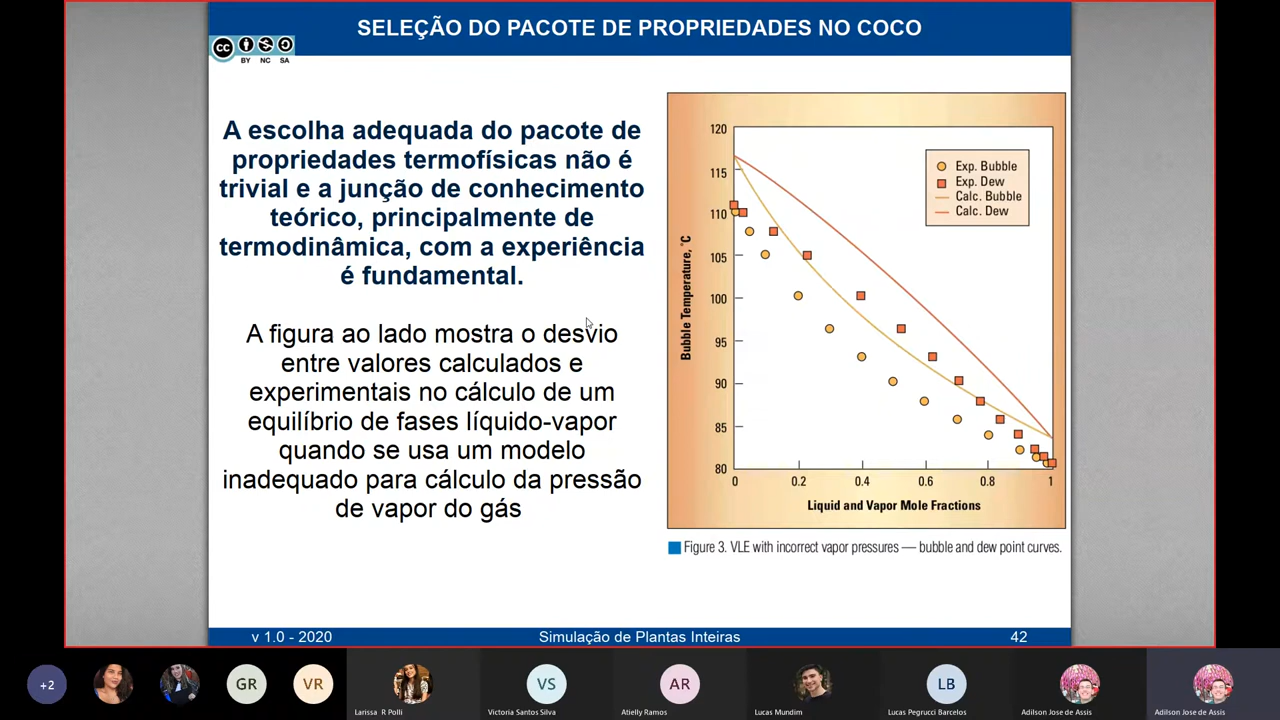 SELEÇÃO DO PACOTE DE PROPRIEDADES NO COCO
cc
BY NC SA
A escolha adequada do pacote de
propriedades termofísicas não é
trivial e a junção de conhecimento
teórico, principalmente de
termodinâmica, com a experiência
é fundamental.
A figura ao lado mostra o desvio
entre valores calculados e
experimentais no cálculo de um
equilíbrio de fases líquido-vapor
quando se usa um modelo
inadequado para cálculo da pressão
de vapor do gás
120
115
110
105
100
95
90
85
80
Bubble Temperature, °C
Exp. Bubble
Exp. Dew
Calc. Bubble
Calc. Dew
0 0.2 0.4 0.6 0.8 1
Liquid and Vapor Mole Fractions
Figure 3. VLE with incorrect vapor pressures — bubble and dew point curves.
v 1.0 - 2020 Simulação de Plantas Inteiras 42
+2 GR VR VS AR LB
Larissa R Polli Victoria Santos Silva Atielly Ramos Lucas Mundim Lucas Pegrucci Barcelos Adilson Jose de Assis Adilson Jose de Assis